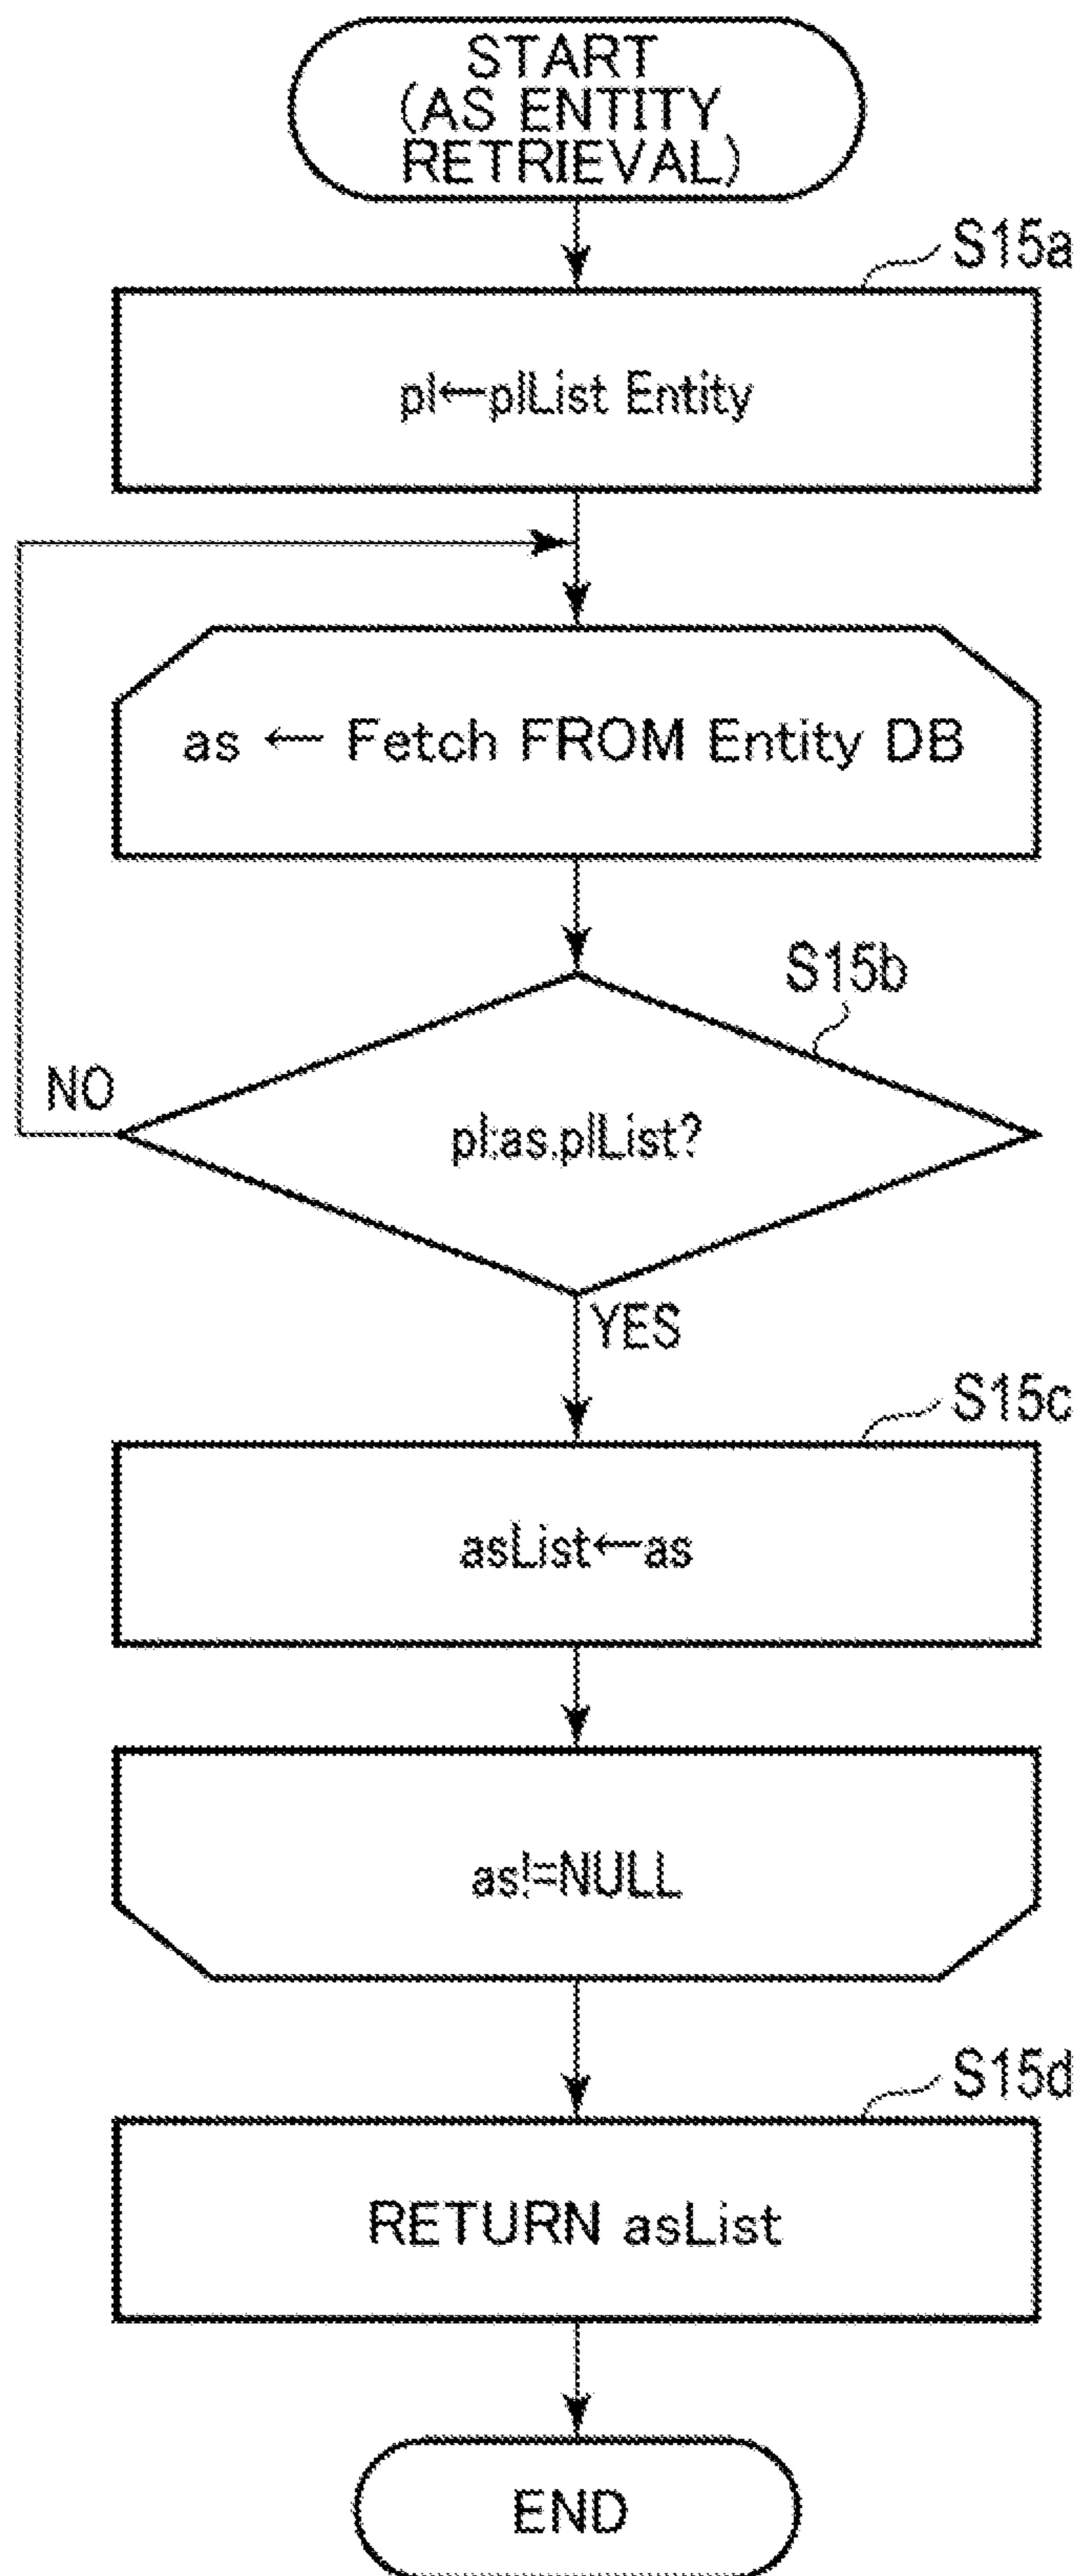 START
(AS ENTITY
RETRIEVAL)
S15a
pl←plList Entity
as ← Fetch FROM Entity DB
S15b
NO
pl:as.plList?
YES
S15c
asList←as
as!=NULL
S15d
RETURN asList
END